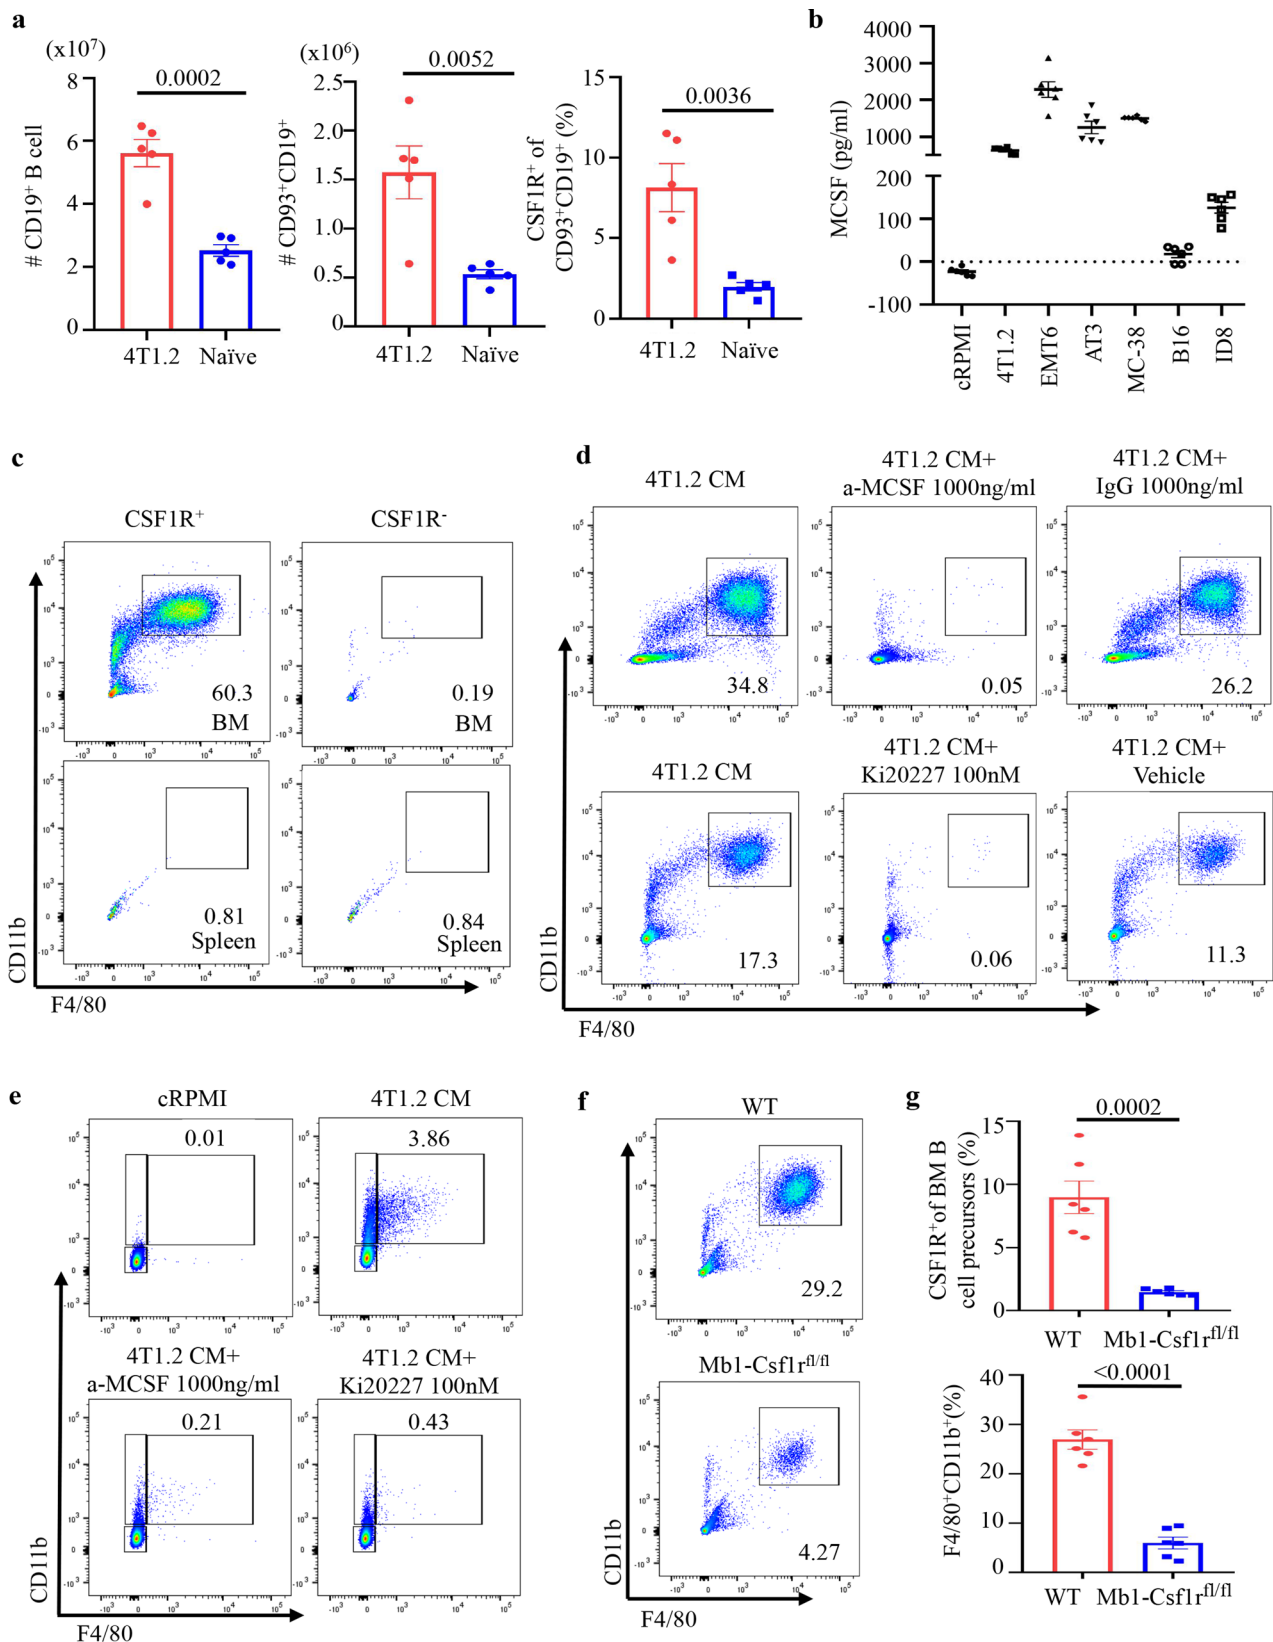 a
(x10⁷)
0.0002
# CD19⁺ B cell
8
6
4
2
0
4T1.2 Naïve
(x10⁶)
0.0052
# CD93⁺CD19⁺
2.5
2.0
1.5
1.0
0.5
0
4T1.2 Naïve
0.0036
CSF1R⁺ of
CD93⁺CD19⁺ (%)
15
10
5
0
4T1.2 Naïve
b
MCSF (pg/ml)
4000
3000
2000
1000
200
100
0
-100
cRPMI
4T1.2
EMT6
AT3
MC-38
B16
ID8
c
CSF1R⁺ CSF1R⁻
60.3
BM
0.19
BM
0.81
Spleen
0.84
Spleen
CD11b
F4/80
d
4T1.2 CM
34.8
4T1.2 CM+
a-MCSF 1000ng/ml
0.05
4T1.2 CM+
IgG 1000ng/ml
26.2
4T1.2 CM
17.3
4T1.2 CM+
Ki20227 100nM
0.06
4T1.2 CM+
Vehicle
11.3
CD11b
F4/80
e
cRPMI
0.01
4T1.2 CM
3.86
4T1.2 CM+
a-MCSF 1000ng/ml
0.21
4T1.2 CM+
Ki20227 100nM
0.43
CD11b
F4/80
f
WT
29.2
Mb1-Csf1rᶠˡ/ᶠˡ
4.27
CD11b
F4/80
g
0.0002
CSF1R⁺ of BM B
cell precursors (%)
15
10
5
0
WT Mb1-Csf1rᶠˡ/ᶠˡ
<0.0001
F4/80⁺CD11b⁺(%)
40
30
20
10
0
WT Mb1-Csf1rᶠˡ/ᶠˡ